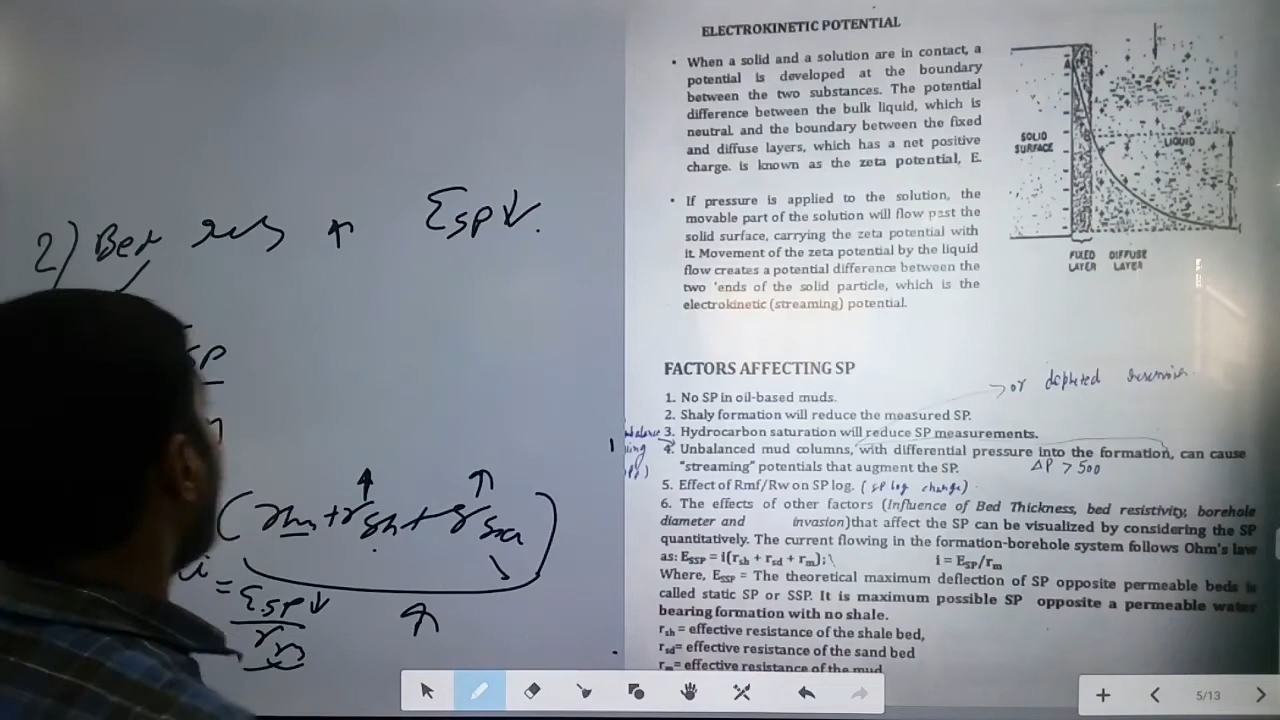 ELECTROKINETIC POTENTIAL
• When a solid and a solution are in contact, a
potential is developed at the boundary
between the two substances. The potential
difference between the bulk liquid, which is
neutral, and the boundary between the fixed
and diffuse layers, which has a net positive
charge. is known as the zeta potential, E.
• If pressure is applied to the solution, the
movable part of the solution will flow past the
solid surface, carrying the zeta potential with
it. Movement of the zeta potential by the liquid
flow creates a potential difference between the
two 'ends of the solid particle, which is the
electrokinetic (streaming) potential.
SOLID
SURFACE
LIQUID
FIXED
LAYER
DIFFUSE
LAYER
FACTORS AFFECTING SP
or depleted
1. No SP in oil-based muds.
2. Shaly formation will reduce the measured SP.
3. Hydrocarbon saturation will reduce SP measurements.
4. Unbalanced mud columns, with differential pressure into the formation, can cause
"streaming" potentials that augment the SP.
ΔP > 500
5. Effect of Rmf/Rw on SP log. (SP log change)
6. The effects of other factors (Influence of Bed Thickness, bed resistivity, borehole
diameter and invasion)that affect the SP can be visualized by considering the SP
quantitatively. The current flowing in the formation-borehole system follows Ohm's law
as: ESSP = i(rsh + rsd + rm); i = ESP/rm
Where, ESSP = The theoretical maximum deflection of SP opposite permeable beds is
called static SP or SSP. It is maximum possible SP opposite a permeable water
bearing formation with no shale.
rsh = effective resistance of the shale bed,
rsd= effective resistance of the sand bed
rm= effective resistance of the mud
2) Bed res ↑ ESP↓.
SP
(rm+rsh+rsd)
i = ESP↓
rm
5/13